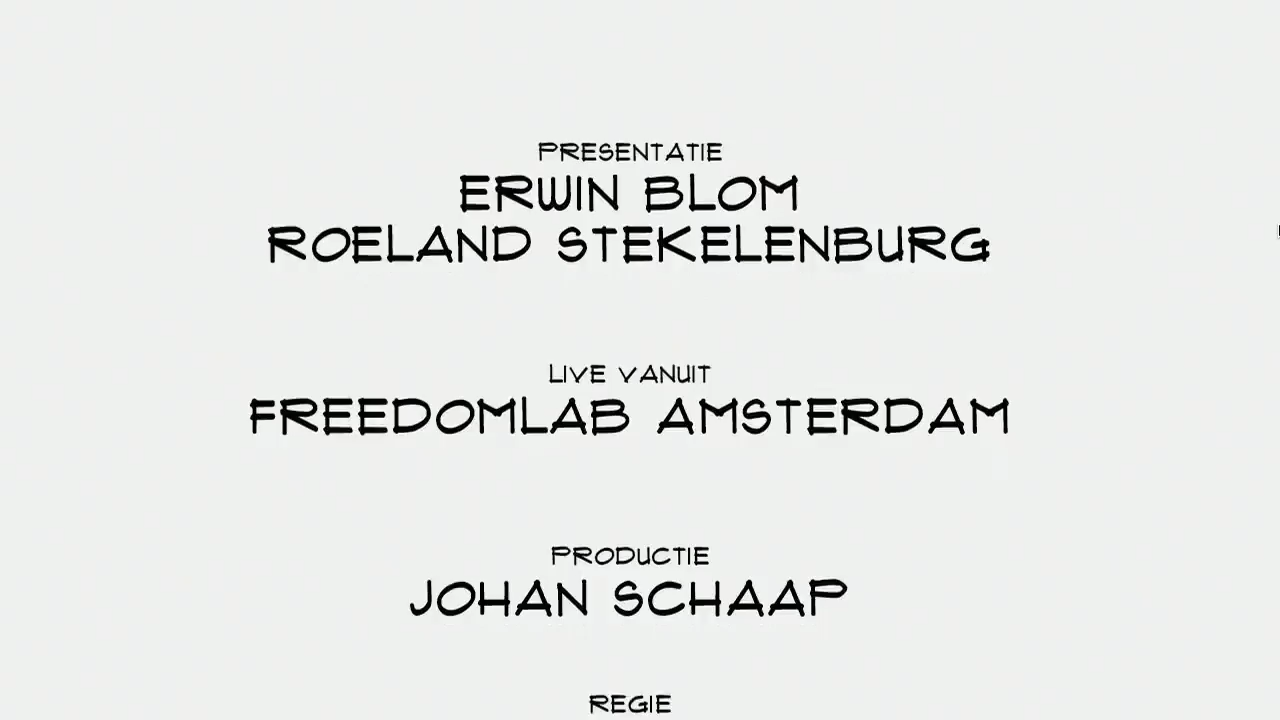 PRESENTATIE
ERWIN BLOM
ROELAND STEKELENBURG
LIVE VANUIT
FREEDOMLAB AMSTERDAM
PRODUCTIE
JOHAN SCHAAP
REGIE